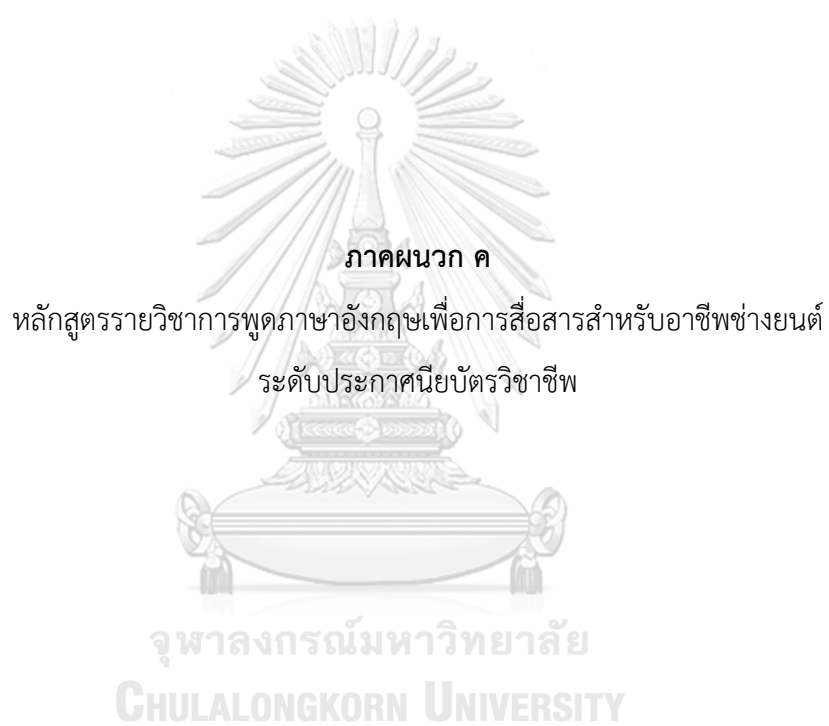 ภาคผนวก ค
หลักสูตรรายวิชาการพูดภาษาอังกฤษเพื่อการสื่อสารสำหรับอาชีพช่างยนต์
ระดับประกาศนียบัตรวิชาชีพ
จุฬาลงกรณ์มหาวิทยาลัย
CHULALONGKORN UNIVERSITY